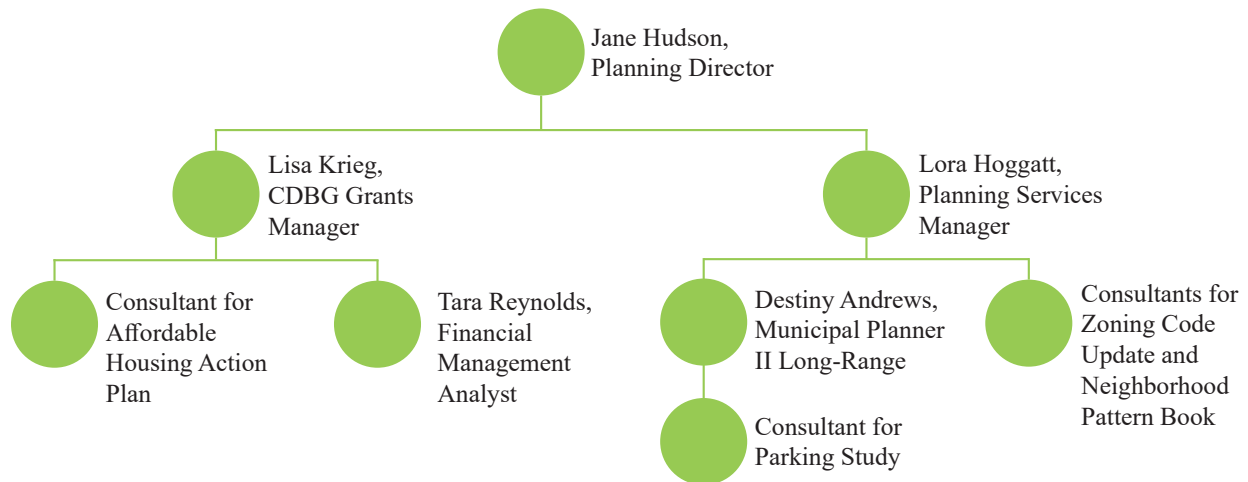 Jane Hudson,
Planning Director
Lisa Krieg,
CDBG Grants
Manager
Lora Hoggatt,
Planning Services
Manager
Consultant for
Affordable
Housing Action
Plan
Tara Reynolds,
Financial
Management
Analyst
Destiny Andrews,
Municipal Planner
II Long-Range
Consultants for
Zoning Code
Update and
Neighborhood
Pattern Book
Consultant for
Parking Study